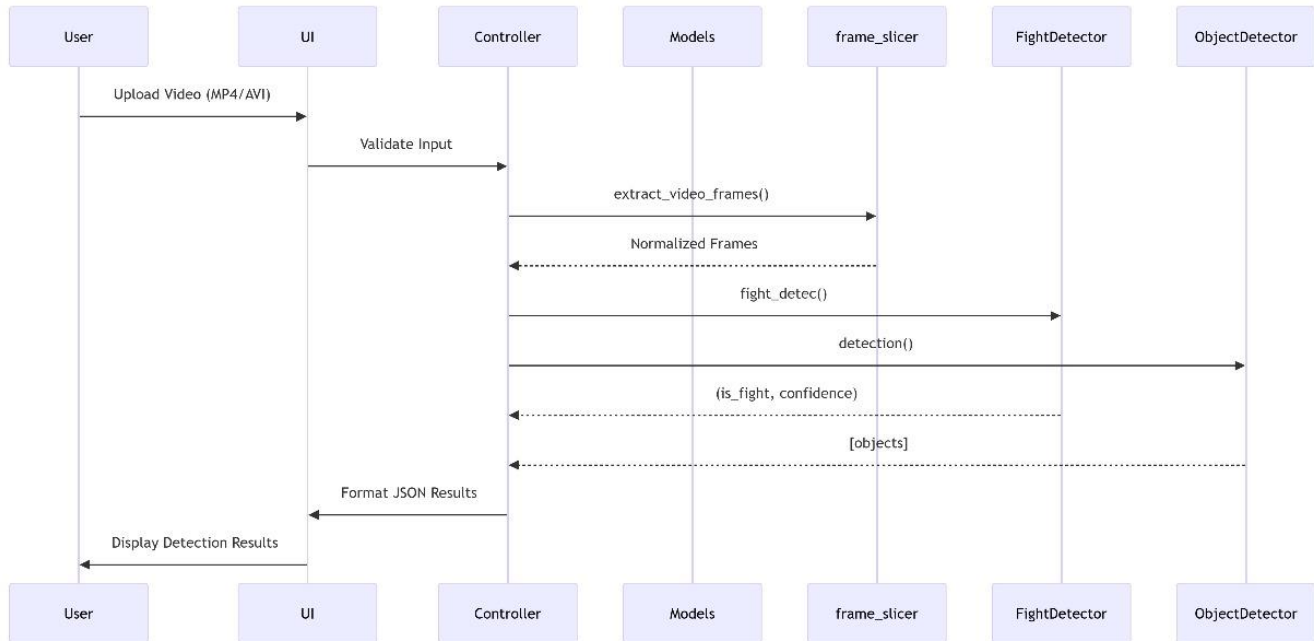 User
UI
Controller
Models
frame_slicer
FightDetector
ObjectDetector
Upload Video (MP4/AVI)
Validate Input
extract_video_frames()
Normalized Frames
fight_detec()
detection()
(is_fight, confidence)
[objects]
Format JSON Results
Display Detection Results
User
UI
Controller
Models
frame_slicer
FightDetector
ObjectDetector